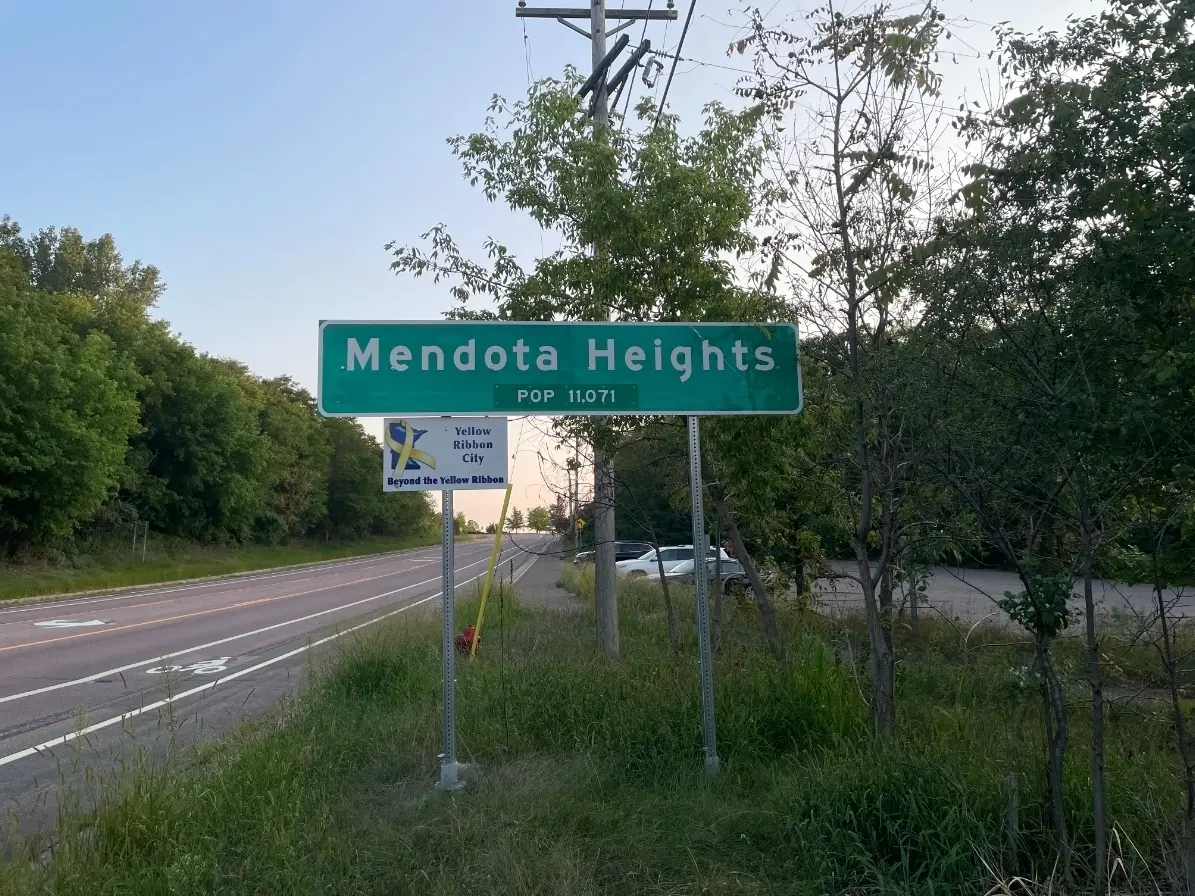 Mendota Heights
POP 11,071
Yellow
Ribbon
City
Beyond the Yellow Ribbon